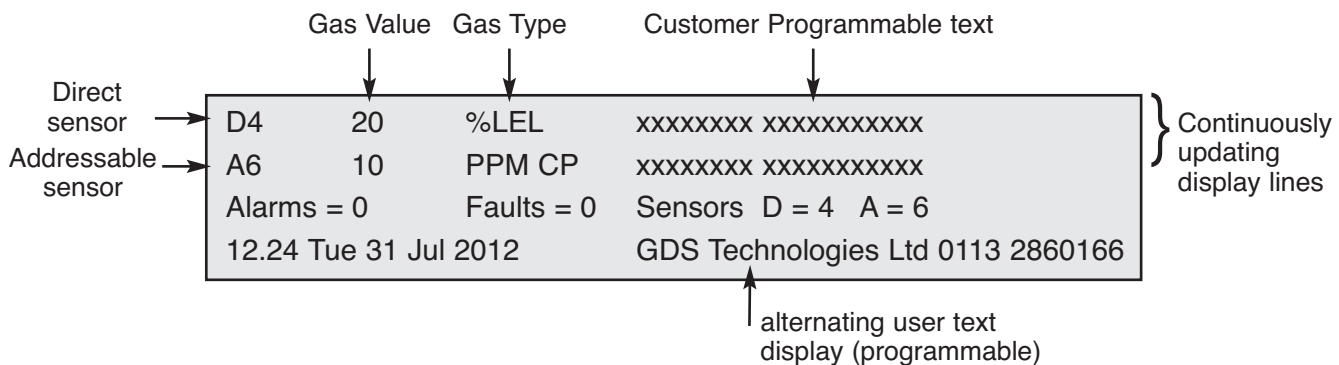 Gas Value Gas Type Customer Programmable text
Direct
sensor
Addressable
sensor
D4 20 %LEL xxxxxxxx xxxxxxxxxxx
A6 10 PPM CP xxxxxxxx xxxxxxxxxxx
Alarms = 0 Faults = 0 Sensors D = 4 A = 6
12.24 Tue 31 Jul 2012 GDS Technologies Ltd 0113 2860166
Continuously
updating
display lines
alternating user text
display (programmable)